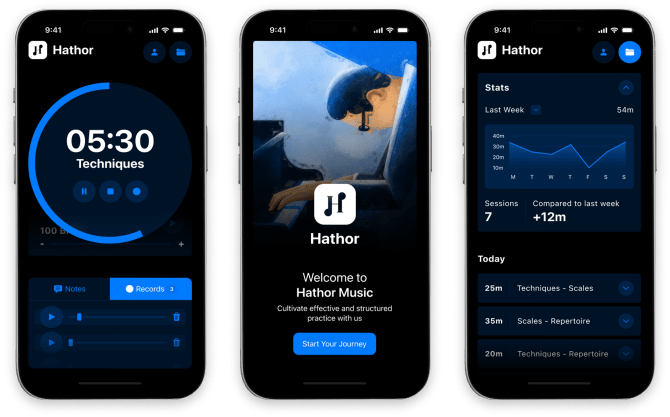 9:41
Hathor
05:30
Techniques
-
+
Notes
Records 3
9:41
Hathor
Welcome to
Hathor Music
Cultivate effective and structured
practice with us
Start Your Journey
9:41
Hathor
Stats
Last Week
54m
40m
30m
20m
10m
M T W T F S S
Sessions
7
Compared to last week
+12m
Today
25m Techniques - Scales
35m Scales - Repertoire
20m Techniques - Repertoire